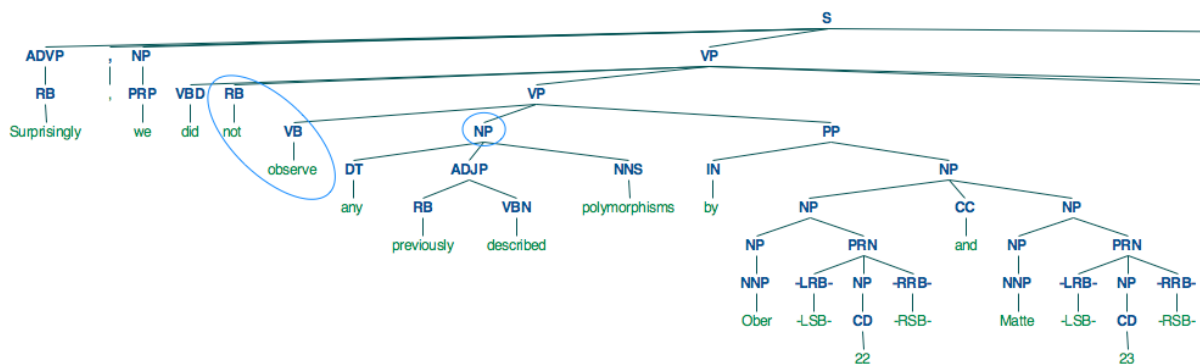 S
ADVP , NP VP
RB , PRP VBD RB VP
Surprisingly we did not VB NP PP
observe DT ADJP NNS IN NP
any RB VBN polymorphisms by NP CC NP
previously described NP PRN and NP PRN
NNP -LRB- NP -RRB- NNP -LRB- NP -RRB-
Ober -LSB- CD -RSB- Matte -LSB- CD -RSB-
22 23